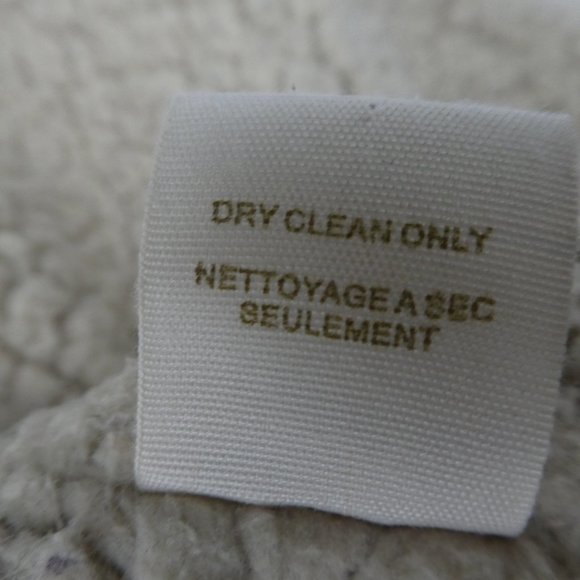 DRY CLEAN ONLY
NETTOYAGE A SEC
SEULEMENT